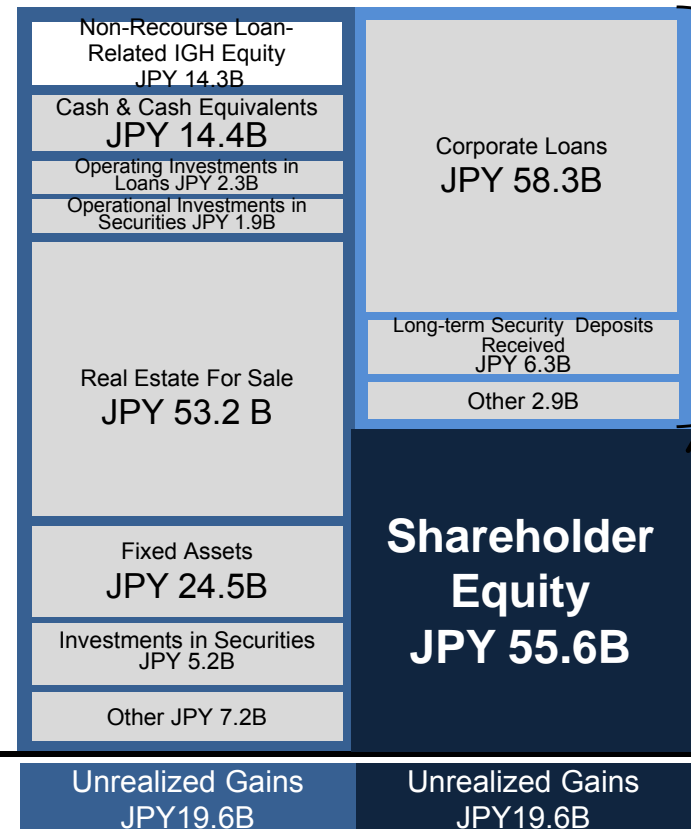 Non-Recourse Loan-
Related IGH Equity
JPY 14.3B
Cash & Cash Equivalents
JPY 14.4B
Operating Investments in
Loans JPY 2.3B
Operational Investments in
Securities JPY 1.9B
Real Estate For Sale
JPY 53.2 B
Fixed Assets
JPY 24.5B
Investments in Securities
JPY 5.2B
Other JPY 7.2B
Corporate Loans
JPY 58.3B
Long-term Security Deposits
Received
JPY 6.3B
Other 2.9B
Shareholder
Equity
JPY 55.6B
Unrealized Gains
JPY19.6B
Unrealized Gains
JPY19.6B